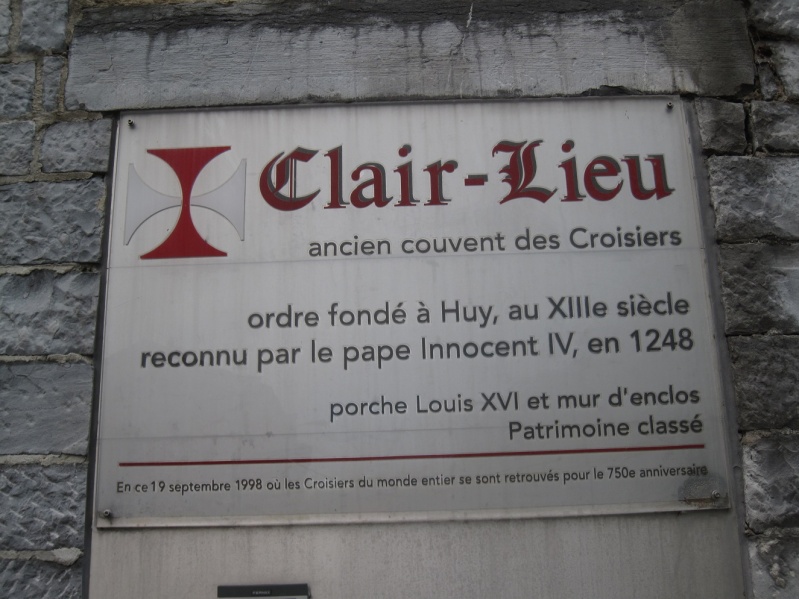 Clair-Lieu
ancien couvent des Croisiers
ordre fondé à Huy, au XIIIe siècle
reconnu par le pape Innocent IV, en 1248
porche Louis XVI et mur d'enclos
Patrimoine classé
En ce 19 septembre 1998 où les Croisiers du monde entier se sont retrouvés pour le 750e anniversaire